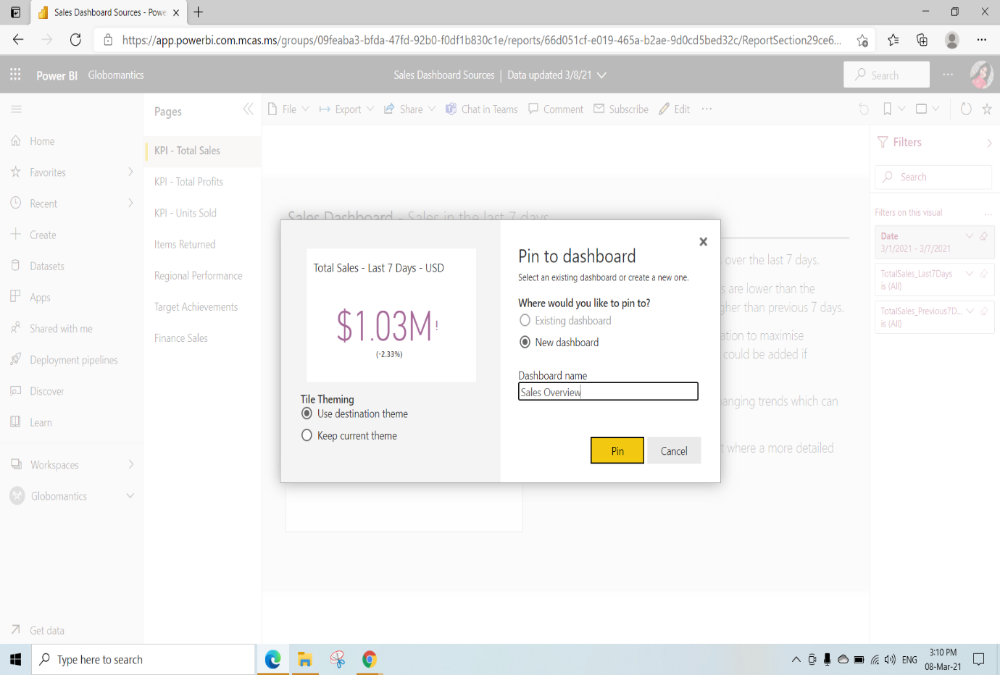 Sales Dashboard Sources - Powe
https://app.powerbi.com.mcas.ms/groups/09feaba3-bfda-47fd-92b0-f0df1b830c1e/reports/66d051cf-e019-465a-b2ae-9d0cd5bed32c/ReportSection29ce6...
Power BI Globomantics
Sales Dashboard Sources | Data updated 3/8/21
Search
Pages
File Export Share Chat in Teams Comment Subscribe Edit
Home
Favorites
Recent
Create
Datasets
Apps
Shared with me
Deployment pipelines
Discover
Learn
Workspaces
Globomantics
Get data
KPI - Total Sales
KPI - Total Profits
KPI - Units Sold
Items Returned
Regional Performance
Target Achievements
Finance Sales
Sales Dashboard - Sales in the last 7 days
over the last 7 days.
s are lower than the
gher than previous 7 days.
ation to maximise
could be added if
anging trends which can
t where a more detailed
Total Sales - Last 7 Days - USD
$1.03M!
(-2.33%)
Tile Theming
Use destination theme
Keep current theme
Pin to dashboard
Select an existing dashboard or create a new one.
Where would you like to pin to?
Existing dashboard
New dashboard
Dashboard name
Sales Overview
Pin Cancel
Filters
Search
Filters on this visual
Date
3/1/2021 - 3/7/2021
TotalSales_Last7Days
is (All)
TotalSales_Previous7D...
is (All)
Type here to search
ENG
3:10 PM
08-Mar-21